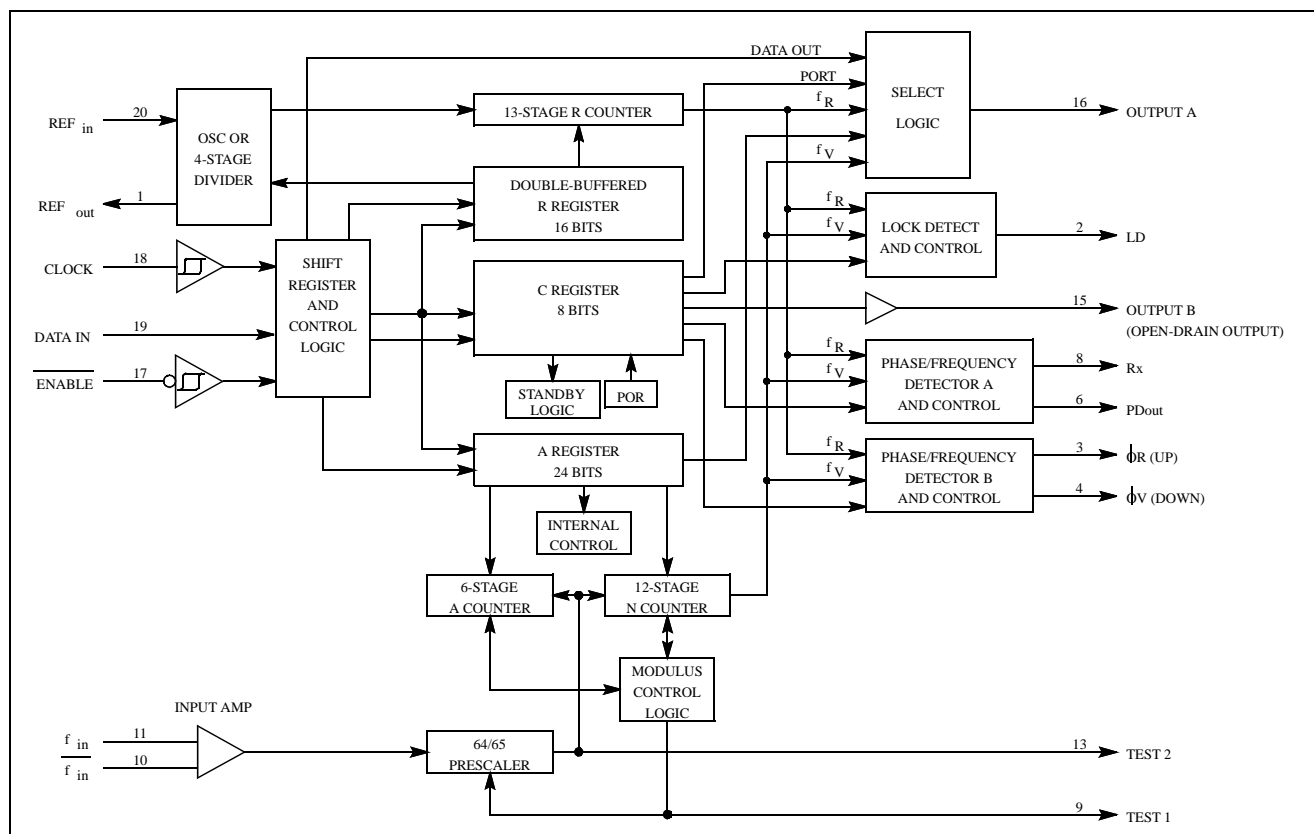 DATA OUT
PORT
SELECT
LOGIC
f R
f V
16
OUTPUT A
REF in
20
OSC OR
4-STAGE
DIVIDER
13-STAGE R COUNTER
REF out
1
DOUBLE-BUFFERED
R REGISTER
16 BITS
f R
f V
LOCK DETECT
AND CONTROL
2
LD
CLOCK
18
SHIFT
REGISTER
AND
CONTROL
LOGIC
C REGISTER
8 BITS
15
OUTPUT B
(OPEN-DRAIN OUTPUT)
DATA IN
19
ENABLE
17
STANDBY
LOGIC
POR
f R
f V
PHASE/FREQUENCY
DETECTOR A
AND CONTROL
8
Rx
6
PDout
A REGISTER
24 BITS
f R
f V
PHASE/FREQUENCY
DETECTOR B
AND CONTROL
3
ϕR (UP)
4
ϕV (DOWN)
INTERNAL
CONTROL
6-STAGE
A COUNTER
12-STAGE
N COUNTER
MODULUS
CONTROL
LOGIC
INPUT AMP
f in
11
f in
10
64/65
PRESCALER
13
TEST 2
9
TEST 1